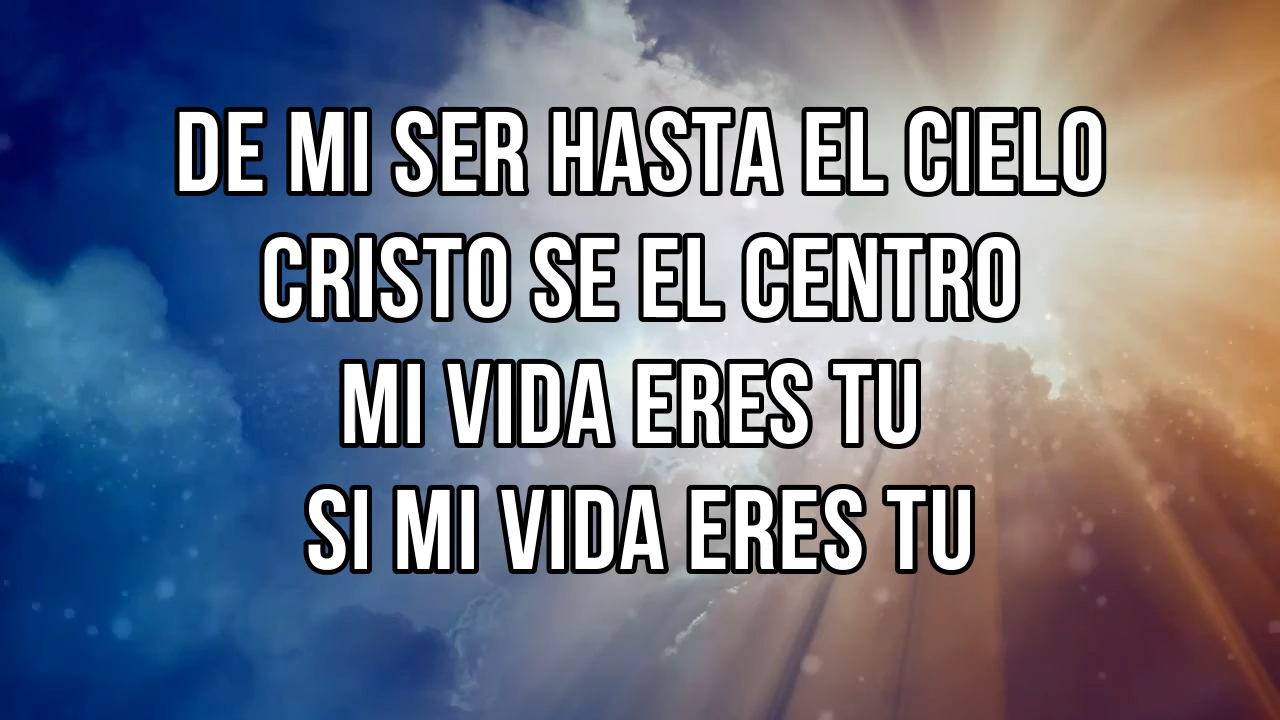 DE MI SER HASTA EL CIELO
CRISTO SE EL CENTRO
MI VIDA ERES TU
SI MI VIDA ERES TU